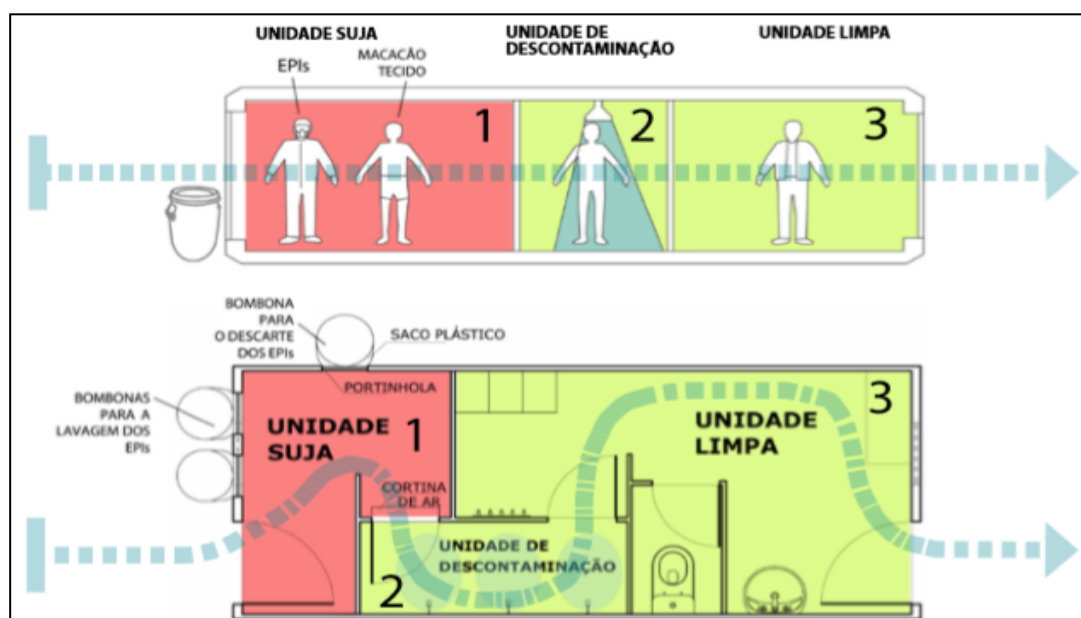 UNIDADE SUJA
UNIDADE DE
DESCONTAMINAÇÃO
UNIDADE LIMPA
EPIs
MACACÃO
TECIDO
1
2
3
BOMBONA
PARA
O DESCARTE
DOS EPIs
SACO PLÁSTICO
PORTINHOLA
BOMBONAS
PARA A
LAVAGEM DOS
EPIs
UNIDADE
SUJA
1
CORTINA
DE AR
UNIDADE DE
DESCONTAMINAÇÃO
2
UNIDADE
LIMPA
3